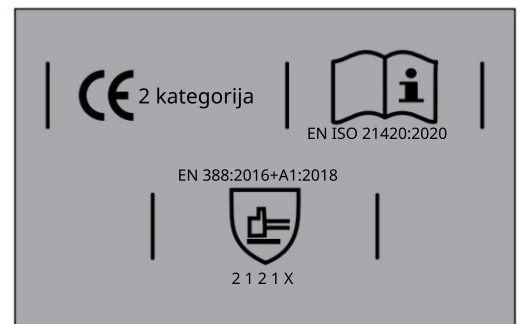 CE 2 kategorija
EN ISO 21420:2020
EN 388:2016+A1:2018
2 1 2 1 X